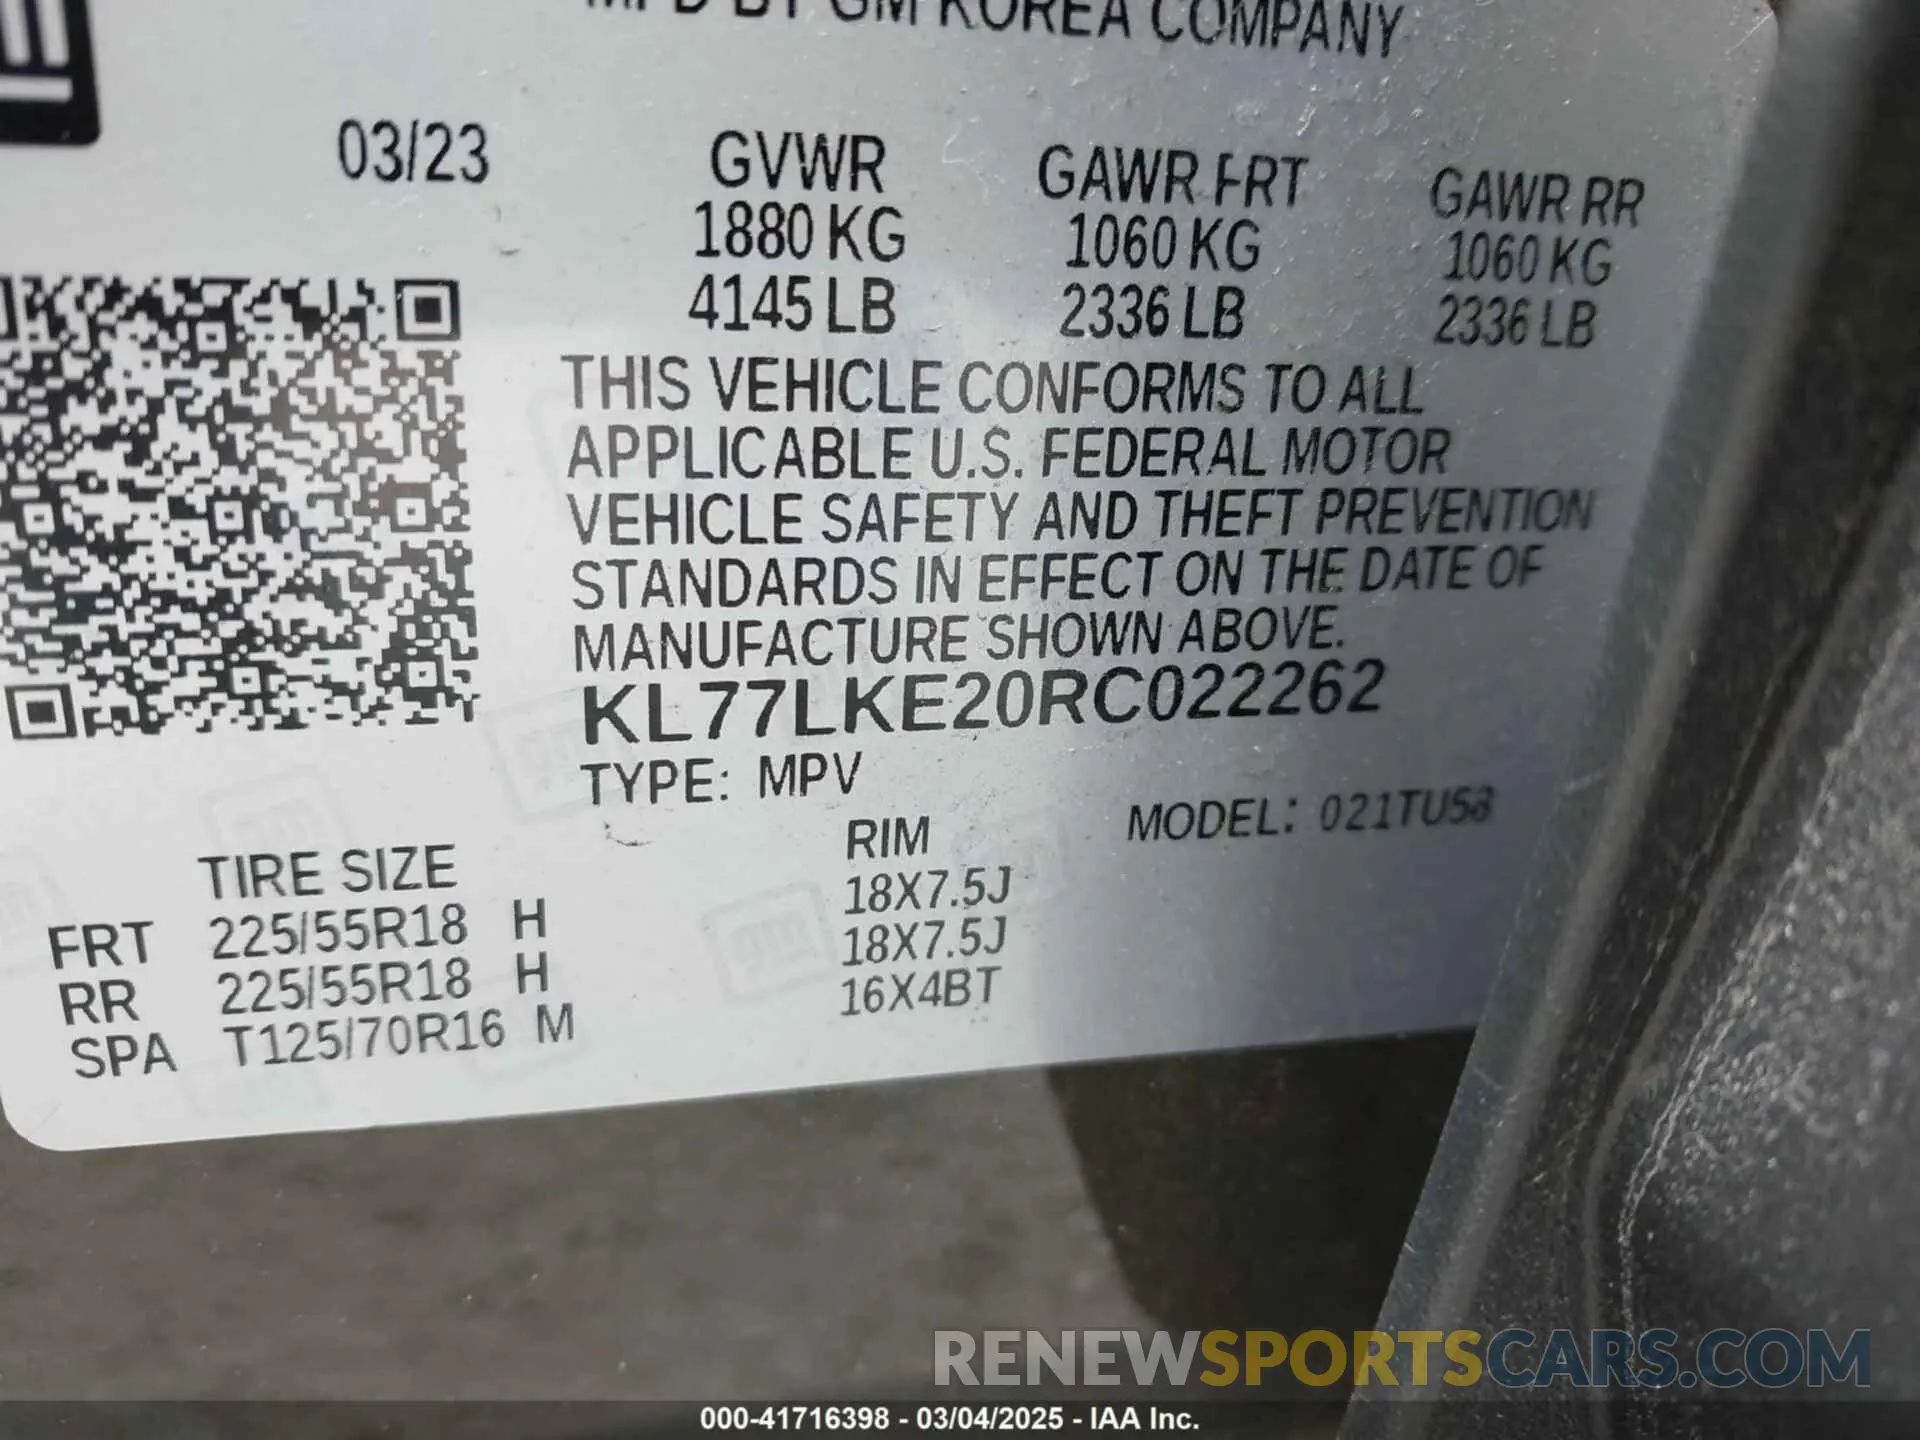 MFD BY GM KOREA COMPANY
03/23 GVWR GAWR FRT GAWR RR
1880 KG 1060 KG 1060 KG
4145 LB 2336 LB 2336 LB
THIS VEHICLE CONFORMS TO ALL
APPLICABLE U.S. FEDERAL MOTOR
VEHICLE SAFETY AND THEFT PREVENTION
STANDARDS IN EFFECT ON THE DATE OF
MANUFACTURE SHOWN ABOVE.
KL77LKE20RC022262
TYPE: MPV
MODEL: 021TU58
TIRE SIZE RIM
FRT 225/55R18 H 18X7.5J
RR 225/55R18 H 18X7.5J
SPA T125/70R16 M 16X4BT
RENEWSPORTSCARS.COM
000-41716398 - 03/04/2025 - IAA Inc.